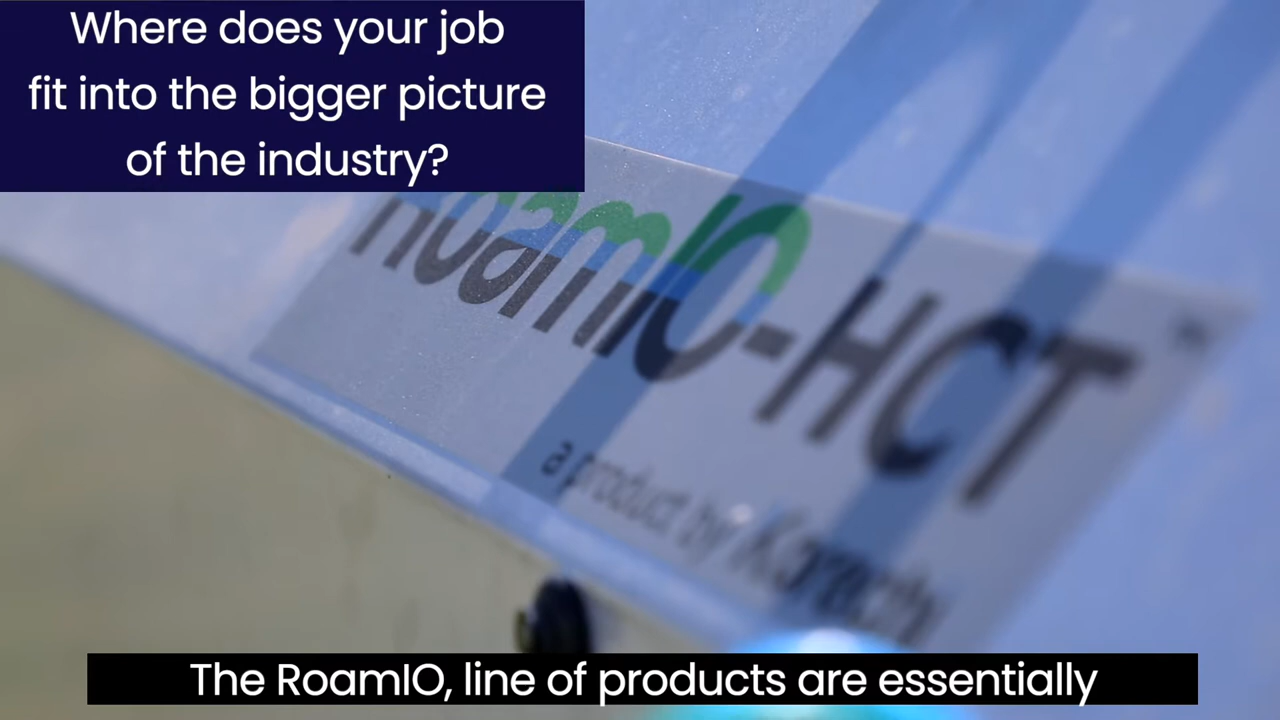 Where does your job
fit into the bigger picture
of the industry?
RoamIO-HCT
a product by Korechi
The RoamIO, line of products are essentially